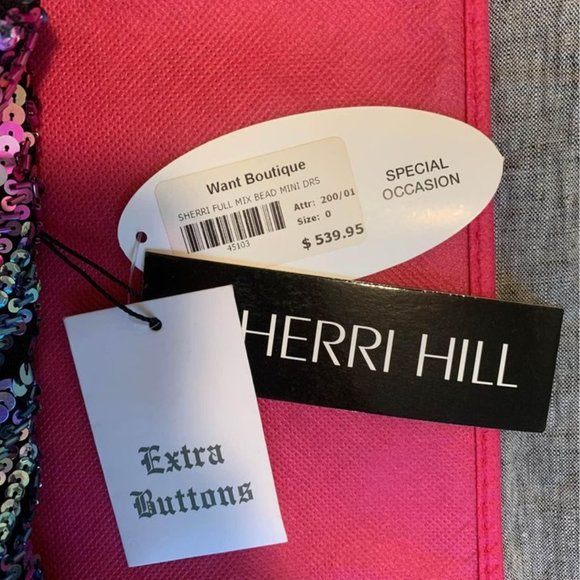 Want Boutique
SHERRI FULL MIX BEAD MINI DRS
Attr: 200/01
Size: 0
45103
$ 539.95
SPECIAL
OCCASION
HERRI HILL
Extra
Buttons